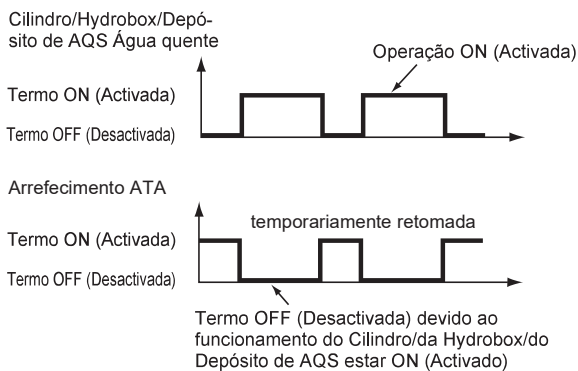 Cilindro/Hydrobox/Depó-
sito de AQS Água quente
Operação ON (Activada)
Termo ON (Activada)
Termo OFF (Desactivada)
Arrefecimento ATA
temporariamente retomada
Termo ON (Activada)
Termo OFF (Desactivada)
Termo OFF (Desactivada) devido ao
funcionamento do Cilindro/da Hydrobox/do
Depósito de AQS estar ON (Activado)